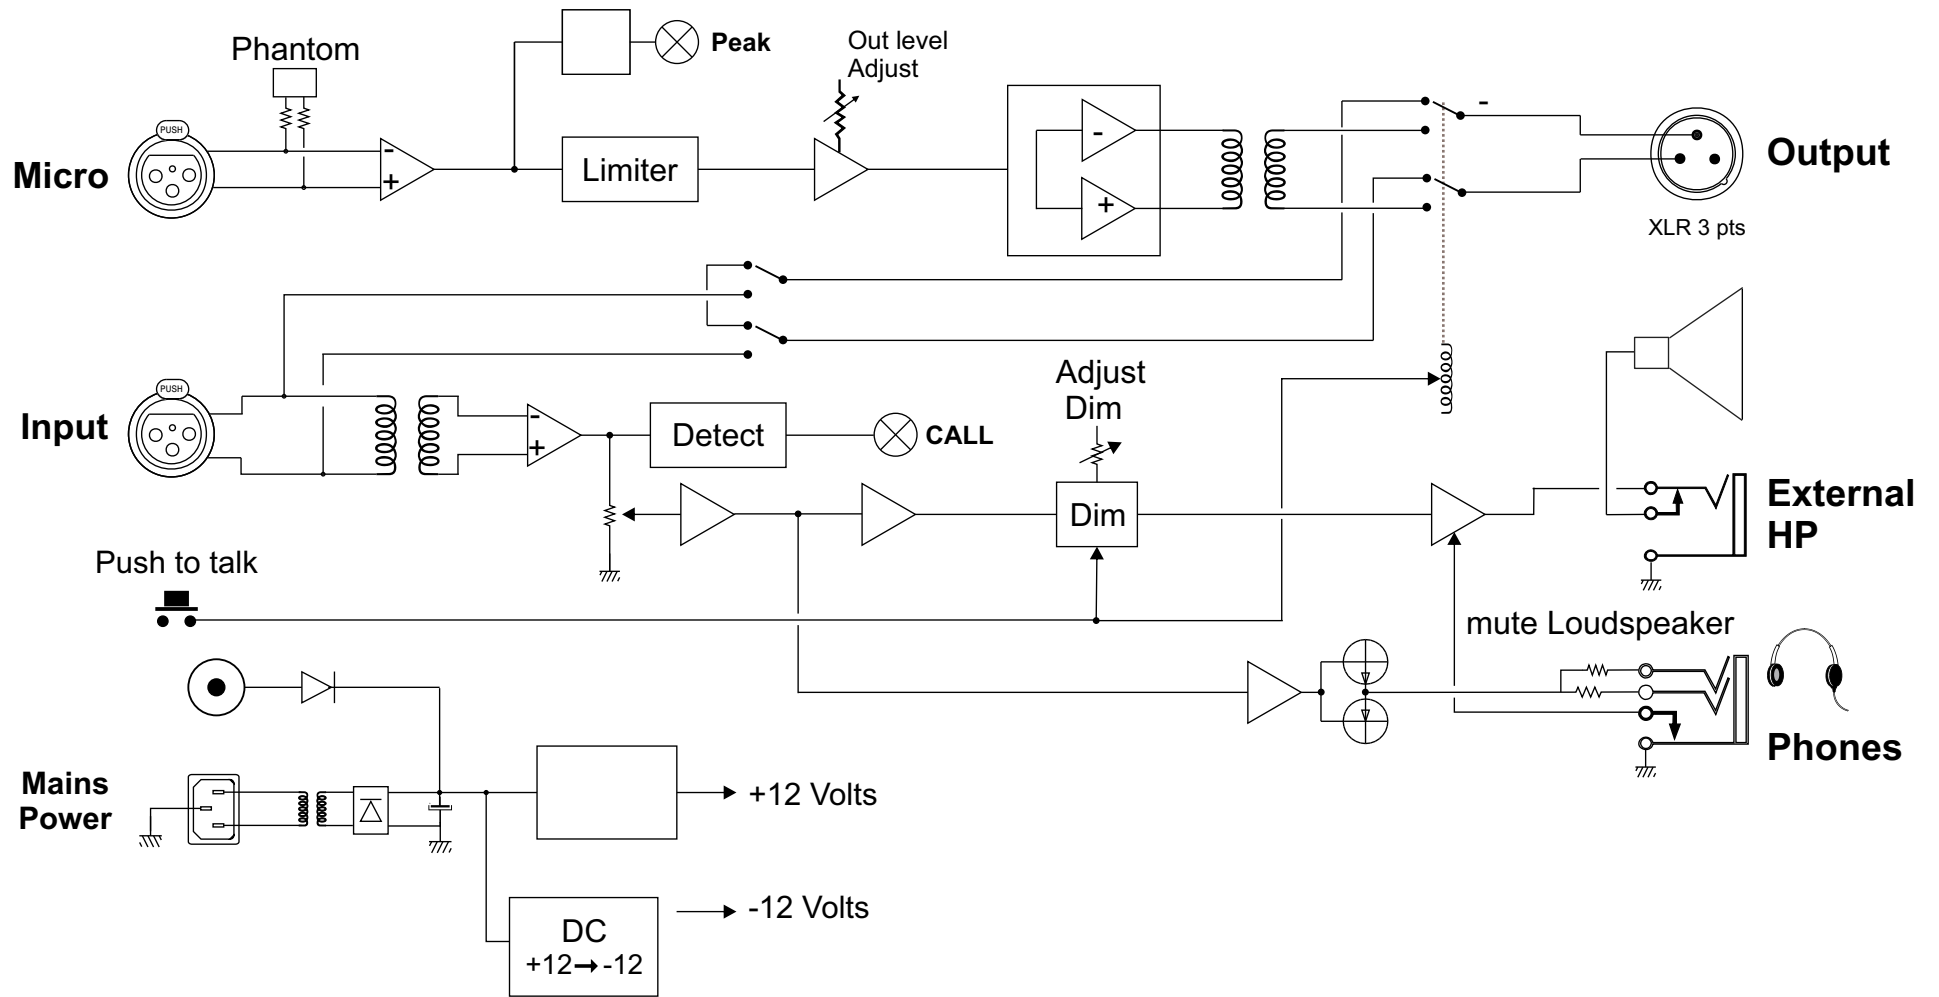 Phantom
Peak
Out level
Adjust
PUSH
Micro
-
+
Limiter
-
+
-
Output
XLR 3 pts
PUSH
Input
-
+
Detect
CALL
Adjust
Dim
Dim
External
HP
Push to talk
mute Loudspeaker
Phones
Mains
Power
+12 Volts
-12 Volts
DC
+12→-12